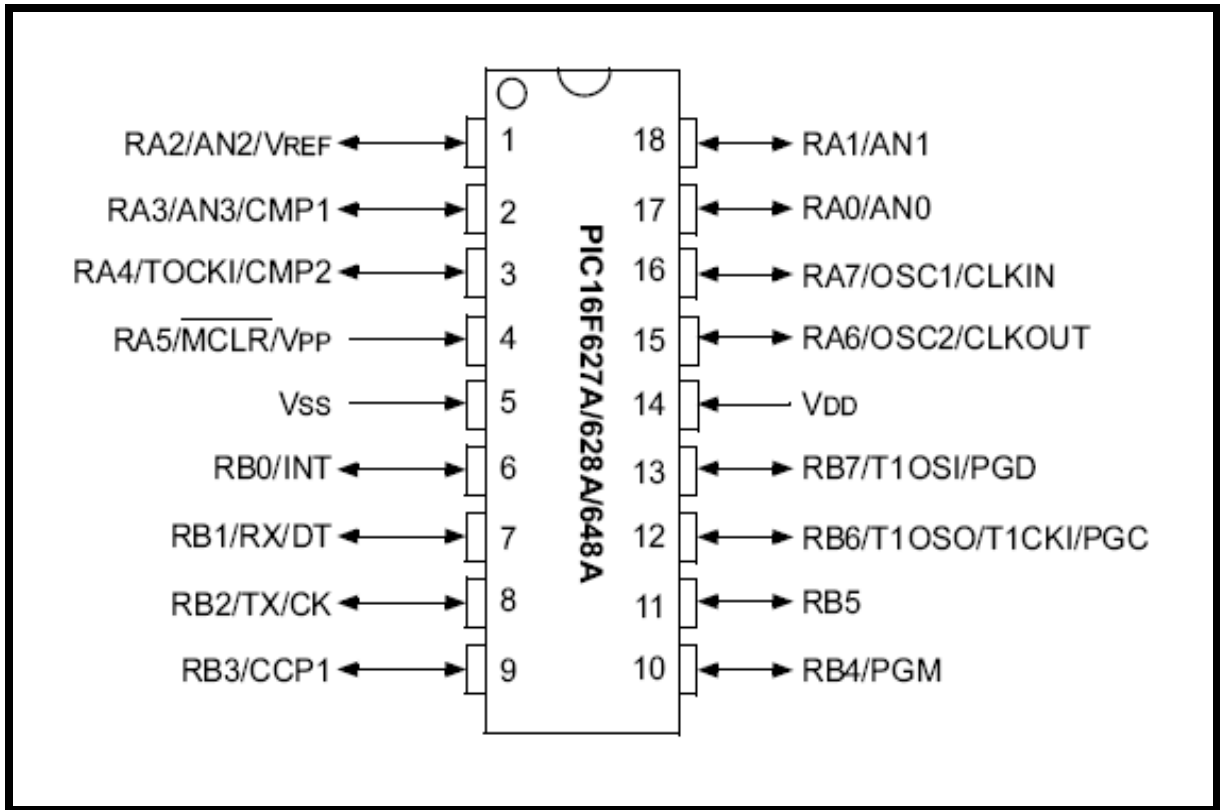 RA2/AN2/VREF 1 18 RA1/AN1
RA3/AN3/CMP1 2 17 RA0/AN0
RA4/TOCKI/CMP2 3 16 RA7/OSC1/CLKIN
RA5/MCLR/VPP 4 15 RA6/OSC2/CLKOUT
VSS 5 14 VDD
RB0/INT 6 13 RB7/T1OSI/PGD
RB1/RX/DT 7 12 RB6/T1OSO/T1CKI/PGC
RB2/TX/CK 8 11 RB5
RB3/CCP1 9 10 RB4/PGM
PIC16F627A/628A/648A